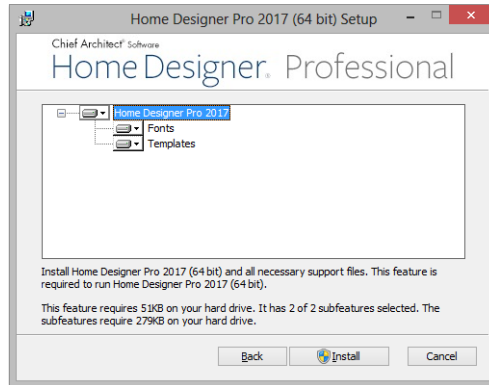 Home Designer Pro 2017 (64 bit) Setup
Chief Architect® Software
Home Designer® Professional
Home Designer Pro 2017
Fonts
Templates
Install Home Designer Pro 2017 (64 bit) and all necessary support files. This feature is
required to run Home Designer Pro 2017 (64 bit).
This feature requires 51KB on your hard drive. It has 2 of 2 subfeatures selected. The
subfeatures require 279KB on your hard drive.
Back Install Cancel